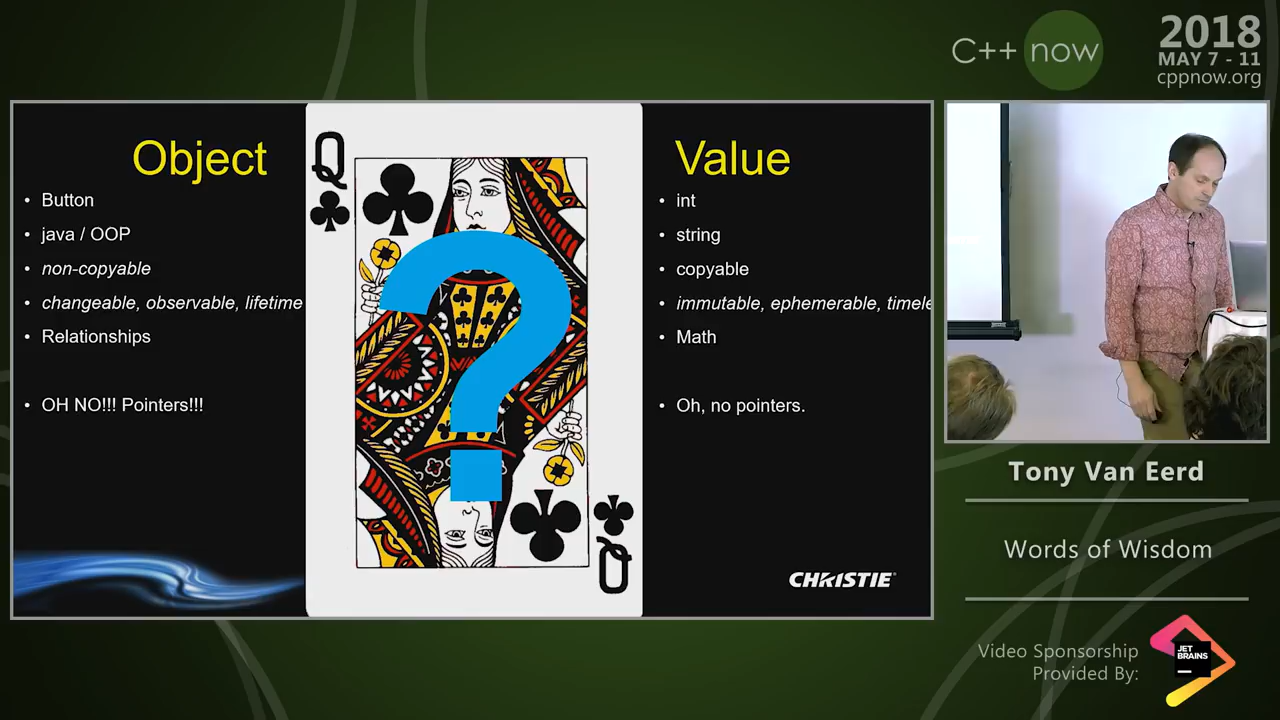 C++ now
2018
MAY 7 - 11
cppnow.org
Object
• Button
• java / OOP
• non-copyable
• changeable, observable, lifetime
• Relationships
• OH NO!!! Pointers!!!
Q
?
Q
Value
• int
• string
• copyable
• immutable, ephemerable, timele
• Math
• Oh, no pointers.
CHRISTIE
Tony Van Eerd
Words of Wisdom
Video Sponsorship
Provided By:
JET
BRAINS